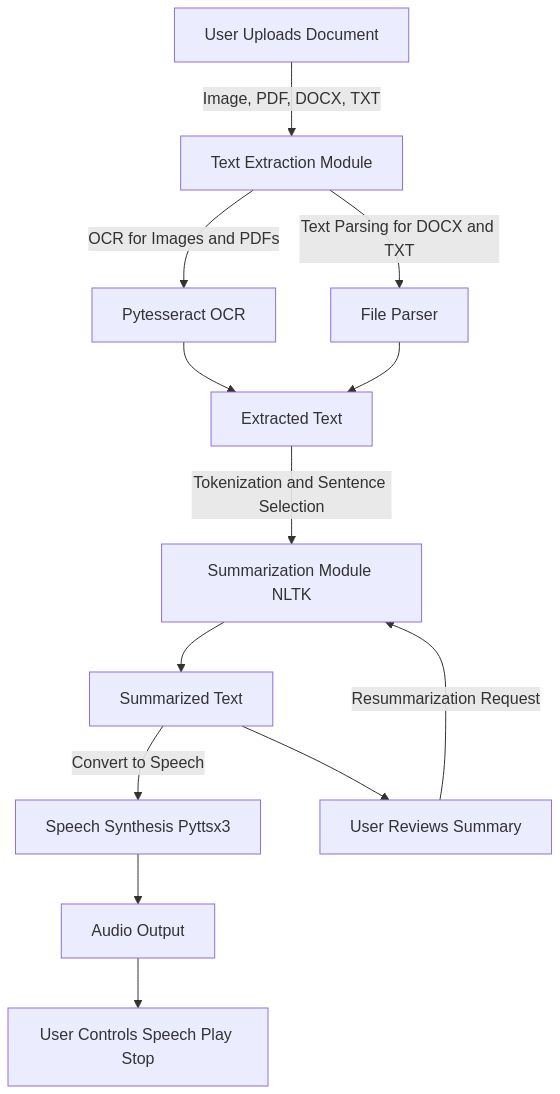 User Uploads Document
Image, PDF, DOCX, TXT
Text Extraction Module
OCR for Images and PDFs
Text Parsing for DOCX and
TXT
Pytesseract OCR
File Parser
Extracted Text
Tokenization and Sentence
Selection
Summarization Module
NLTK
Summarized Text
Resummarization Request
Convert to Speech
Speech Synthesis Pyttsx3
User Reviews Summary
Audio Output
User Controls Speech Play
Stop